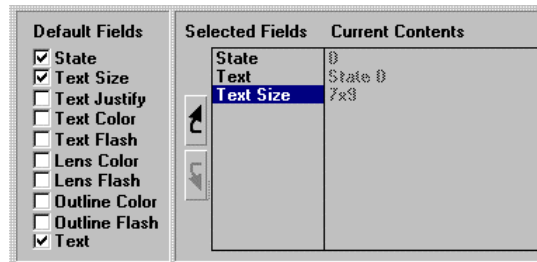 Default Fields
State
Text Size
Text Justify
Text Color
Text Flash
Lens Color
Lens Flash
Outline Color
Outline Flash
Text
Selected Fields Current Contents
State 0
Text State 0
Text Size 7x9